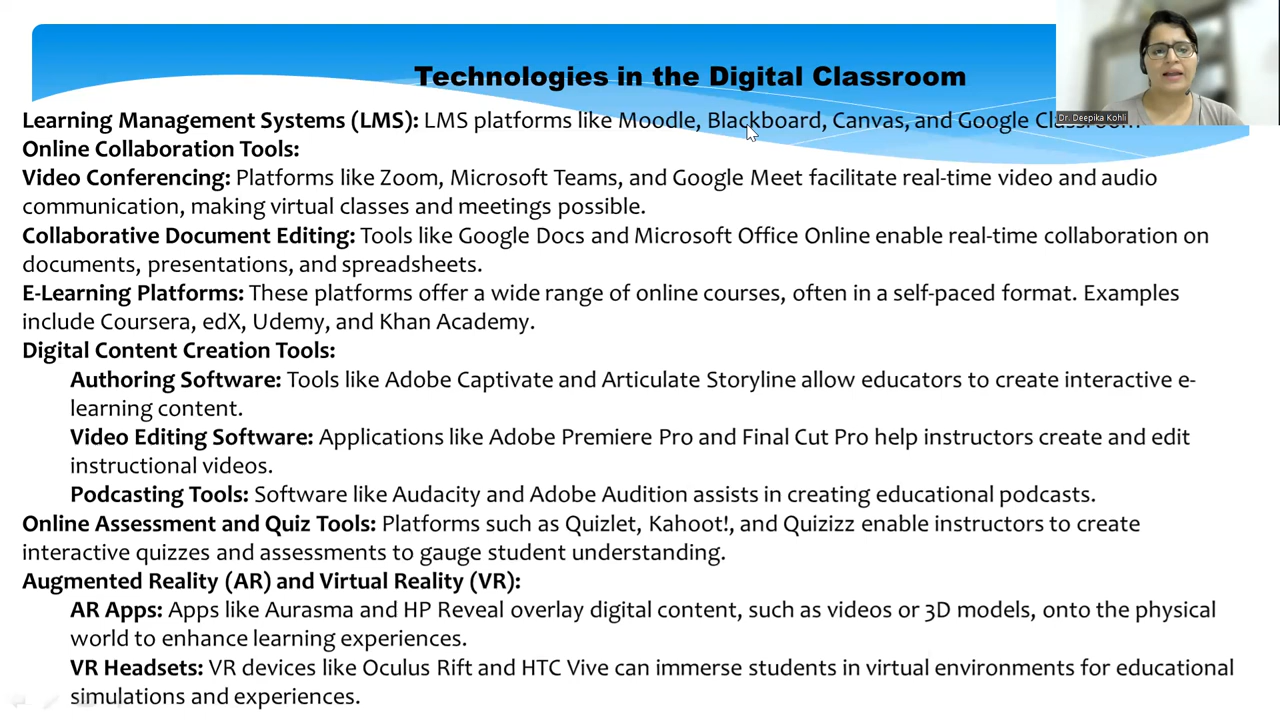 Technologies in the Digital Classroom
Dr. Deepika Kohli
Learning Management Systems (LMS): LMS platforms like Moodle, Blackboard, Canvas, and Google Classroom.
Online Collaboration Tools:
Video Conferencing: Platforms like Zoom, Microsoft Teams, and Google Meet facilitate real-time video and audio
communication, making virtual classes and meetings possible.
Collaborative Document Editing: Tools like Google Docs and Microsoft Office Online enable real-time collaboration on
documents, presentations, and spreadsheets.
E-Learning Platforms: These platforms offer a wide range of online courses, often in a self-paced format. Examples
include Coursera, edX, Udemy, and Khan Academy.
Digital Content Creation Tools:
Authoring Software: Tools like Adobe Captivate and Articulate Storyline allow educators to create interactive e-
learning content.
Video Editing Software: Applications like Adobe Premiere Pro and Final Cut Pro help instructors create and edit
instructional videos.
Podcasting Tools: Software like Audacity and Adobe Audition assists in creating educational podcasts.
Online Assessment and Quiz Tools: Platforms such as Quizlet, Kahoot!, and Quizizz enable instructors to create
interactive quizzes and assessments to gauge student understanding.
Augmented Reality (AR) and Virtual Reality (VR):
AR Apps: Apps like Aurasma and HP Reveal overlay digital content, such as videos or 3D models, onto the physical
world to enhance learning experiences.
VR Headsets: VR devices like Oculus Rift and HTC Vive can immerse students in virtual environments for educational
simulations and experiences.